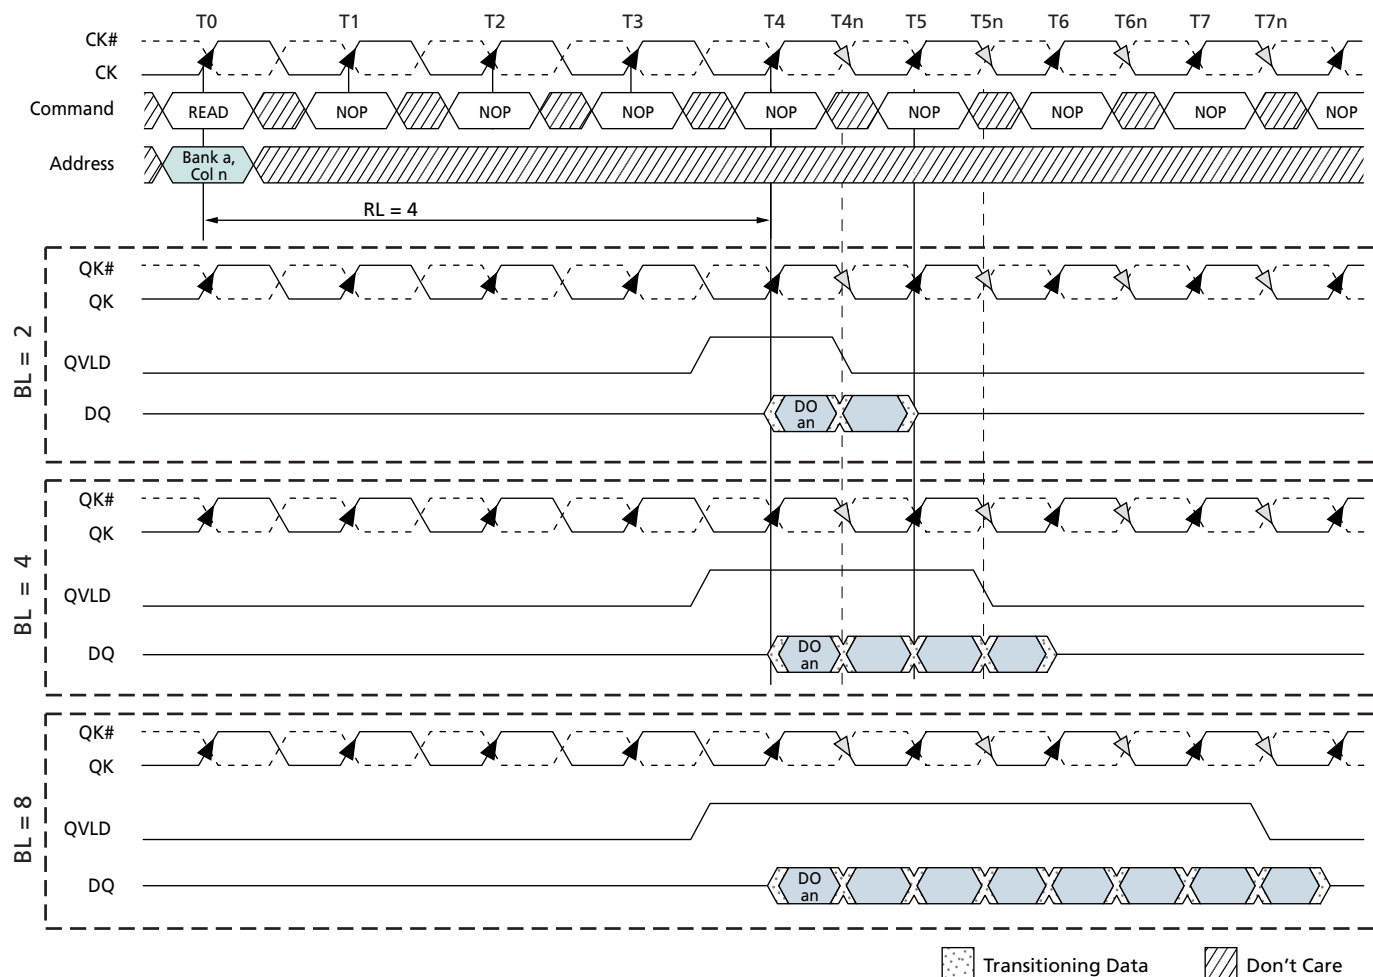 T0 T1 T2 T3 T4 T4n T5 T5n T6 T6n T7 T7n
CK#
CK
Command READ NOP NOP NOP NOP NOP NOP NOP NOP
Address Bank a,
Col n
RL = 4
BL = 2
QK#
QK
QVLD
DQ DO
an
BL = 4
QK#
QK
QVLD
DQ DO
an
BL = 8
QK#
QK
QVLD
DQ DO
an
Transitioning Data Don't Care